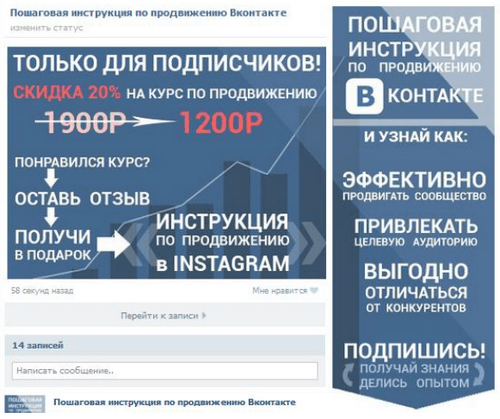 Пошаговая инструкция по продвижению Вконтакте
изменить статус
ТОЛЬКО ДЛЯ ПОДПИСЧИКОВ!
СКИДКА 20% НА КУРС ПО ПРОДВИЖЕНИЮ
1900Р 1200Р
ПОНРАВИЛСЯ КУРС?
ОСТАВЬ ОТЗЫВ
ПОЛУЧИ
В ПОДАРОК
ИНСТРУКЦИЯ
ПО ПРОДВИЖЕНИЮ
в INSTAGRAM
58 секунд назад
Мне нравится
Перейти к записи
14 записей
Написать сообщение..
ПОШАГОВАЯ
ИНСТРУКЦИЯ
Пошаговая инструкция по продвижению Вконтакте
ПОШАГОВАЯ
ИНСТРУКЦИЯ
ПО ПРОДВИЖЕНИЮ
В КОНТАКТЕ
И УЗНАЙ КАК:
ЭФФЕКТИВНО
ПРОДВИГАТЬ СООБЩЕСТВО
ПРИВЛЕКАТЬ
ЦЕЛЕВУЮ АУДИТОРИЮ
ВЫГОДНО
ОТЛИЧАТЬСЯ
ОТ КОНКУРЕНТОВ
ПОДПИШИСЬ!
ПОЛУЧАЙ ЗНАНИЯ
ДЕЛИСЬ ОПЫТОМ